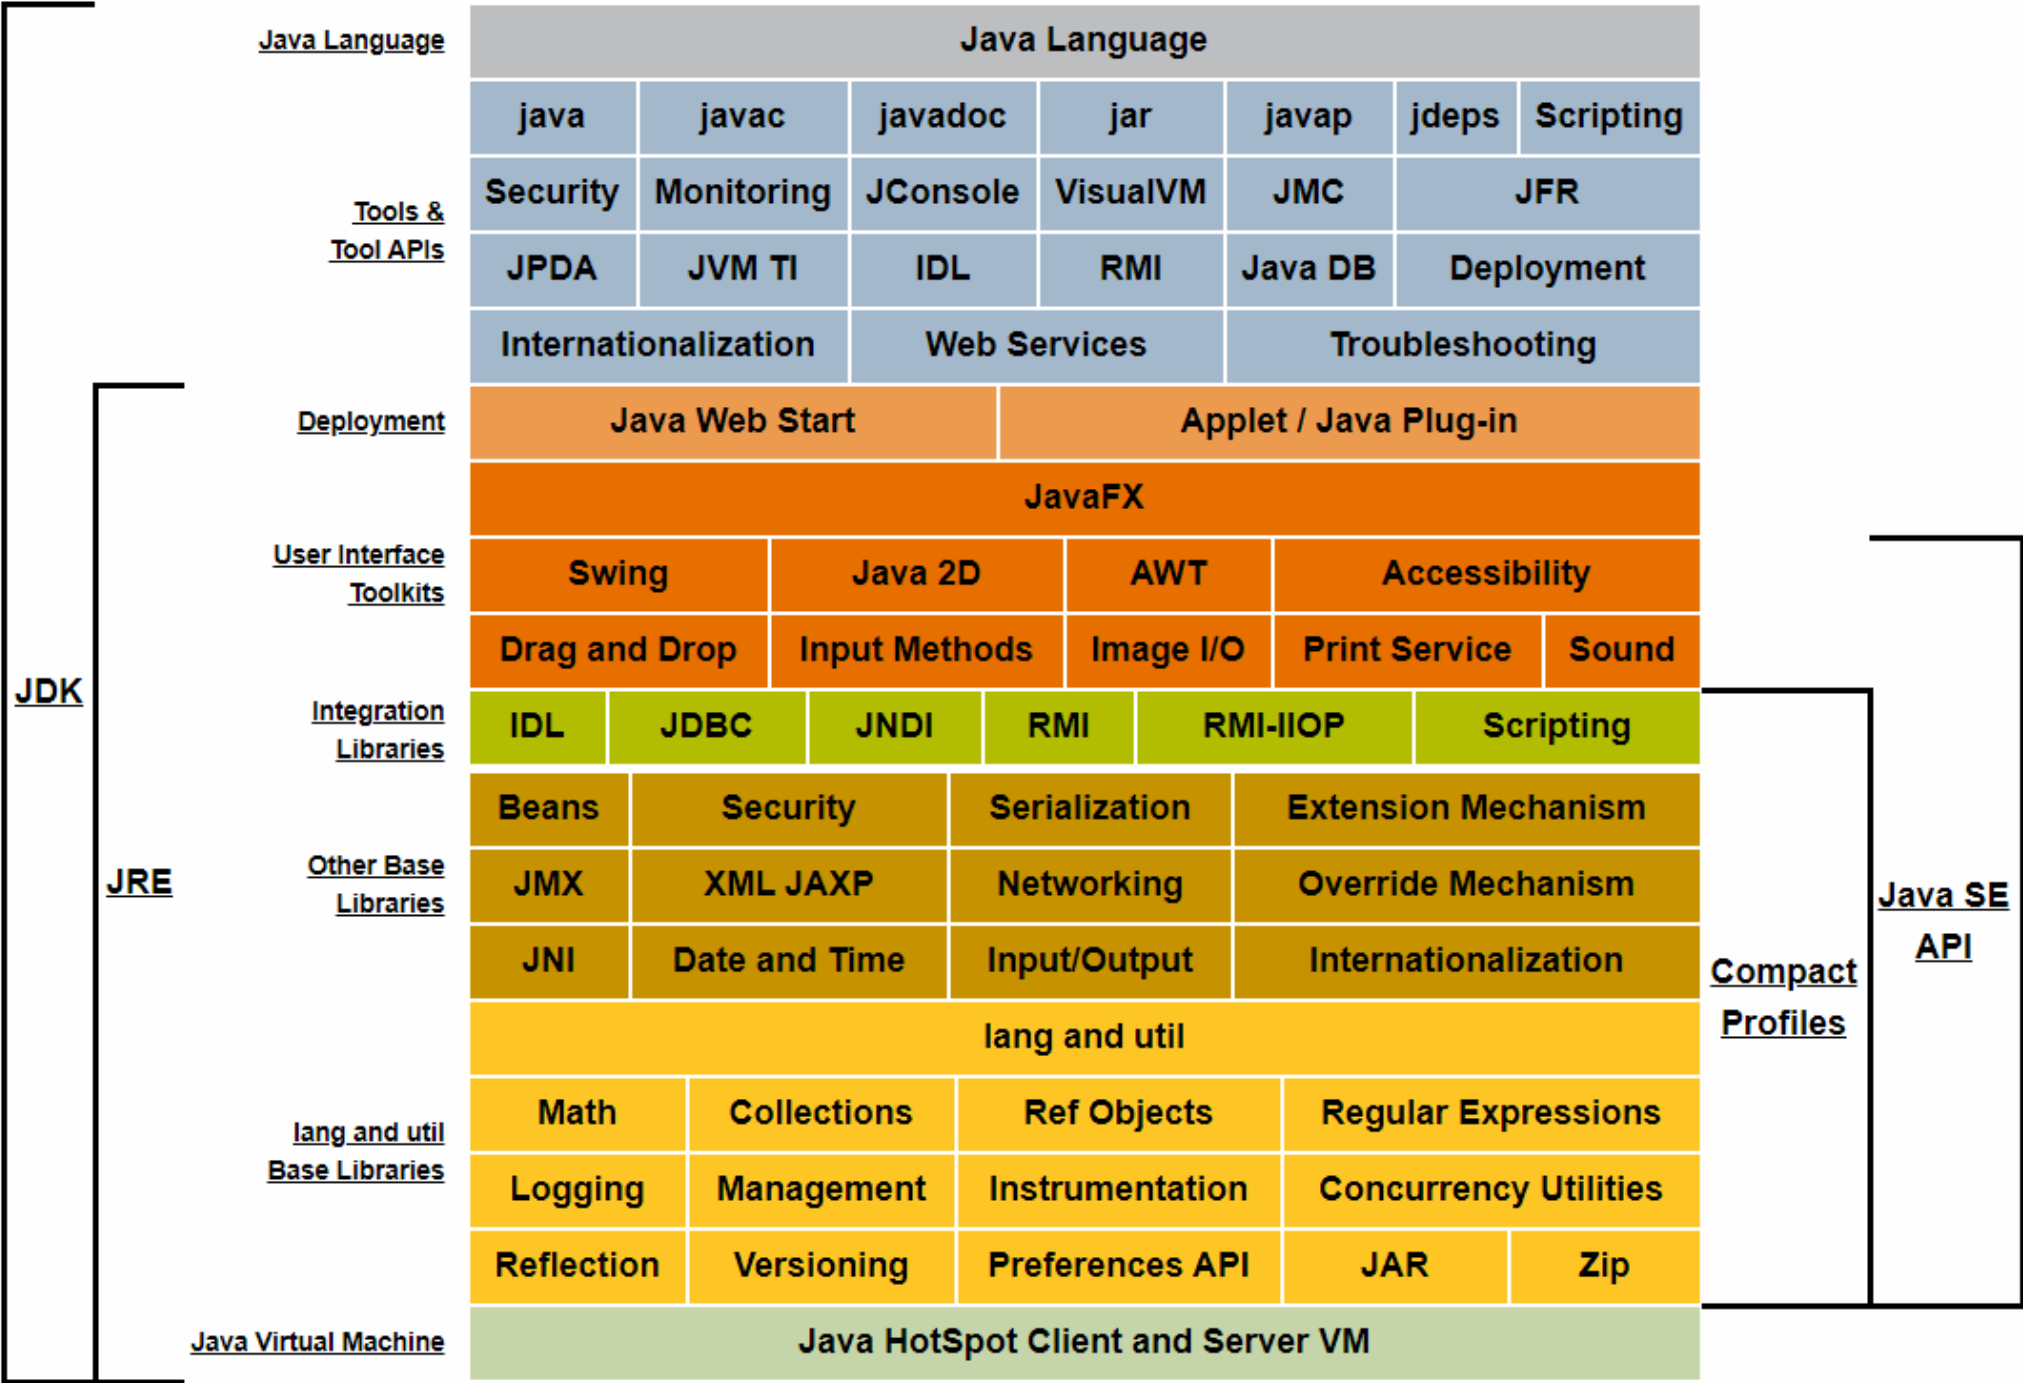 Java Language
Java Language
java javac javadoc jar javap jdeps Scripting
Tools &
Tool APIs
Security Monitoring JConsole VisualVM JMC JFR
JPDA JVM TI IDL RMI Java DB Deployment
Internationalization Web Services Troubleshooting
Deployment
Java Web Start Applet / Java Plug-in
JavaFX
User Interface
Toolkits
Swing Java 2D AWT Accessibility
Drag and Drop Input Methods Image I/O Print Service Sound
JDK
Integration
Libraries
IDL JDBC JNDI RMI RMI-IIOP Scripting
Beans Security Serialization Extension Mechanism
JRE
Other Base
Libraries
JMX XML JAXP Networking Override Mechanism
JNI Date and Time Input/Output Internationalization
Java SE
API
Compact
Profiles
lang and util
lang and util
Base Libraries
Math Collections Ref Objects Regular Expressions
Logging Management Instrumentation Concurrency Utilities
Reflection Versioning Preferences API JAR Zip
Java Virtual Machine
Java HotSpot Client and Server VM